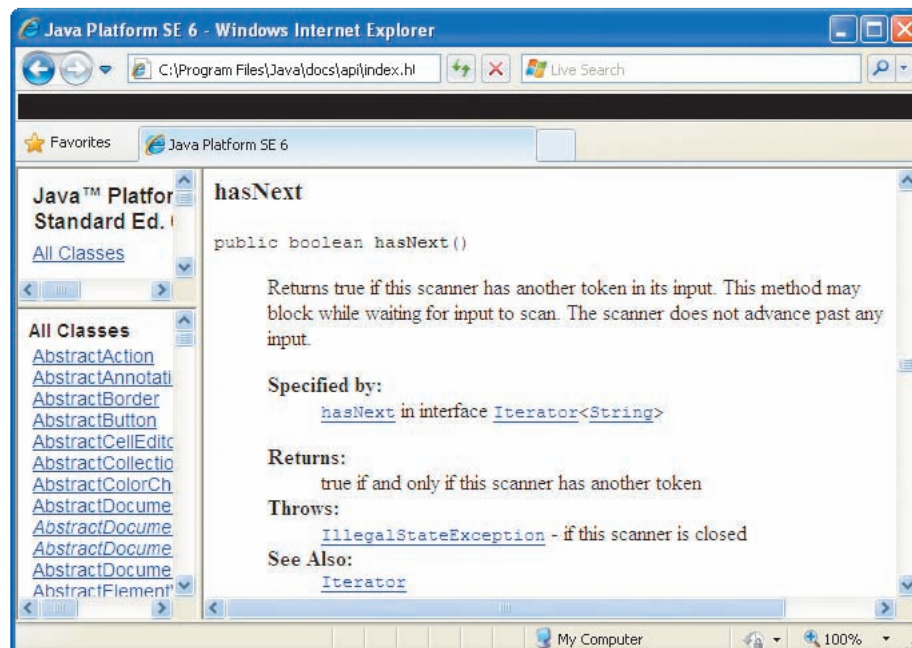 Java Platform SE 6 - Windows Internet Explorer
C:\Program Files\Java\docs\api\index.ht
Live Search
Favorites
Java Platform SE 6
Java™ Platfor
Standard Ed.
All Classes
All Classes
AbstractAction
AbstractAnnotati
AbstractBorder
AbstractButton
AbstractCellEdito
AbstractCollectio
AbstractColorCh
AbstractDocume
AbstractDocume
AbstractDocume
AbstractDocume
AbstractElement
hasNext
public boolean hasNext()
Returns true if this scanner has another token in its input. This method may
block while waiting for input to scan. The scanner does not advance past any
input.
Specified by:
hasNext in interface Iterator<String>
Returns:
true if and only if this scanner has another token
Throws:
IllegalStateException - if this scanner is closed
See Also:
Iterator
My Computer
100%